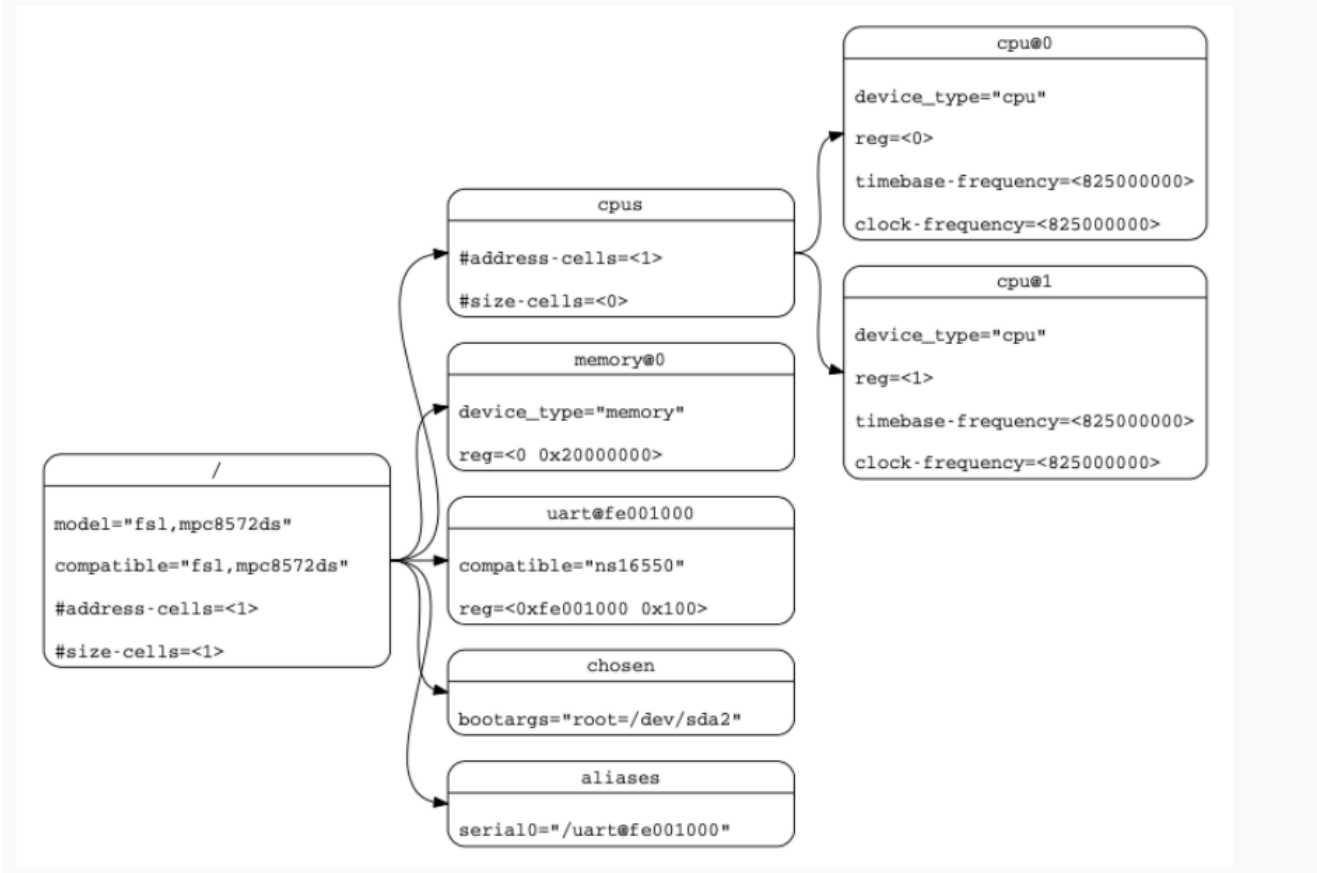 /
model="fsl,mpc8572ds"
compatible="fsl,mpc8572ds"
#address-cells=<1>
#size-cells=<1>
cpus
#address-cells=<1>
#size-cells=<0>
memory@0
device_type="memory"
reg=<0 0x20000000>
uart@fe001000
compatible="ns16550"
reg=<0xfe001000 0x100>
chosen
bootargs="root=/dev/sda2"
aliases
serial0="/uart@fe001000"
cpu@0
device_type="cpu"
reg=<0>
timebase-frequency=<825000000>
clock-frequency=<825000000>
cpu@1
device_type="cpu"
reg=<1>
timebase-frequency=<825000000>
clock-frequency=<825000000>